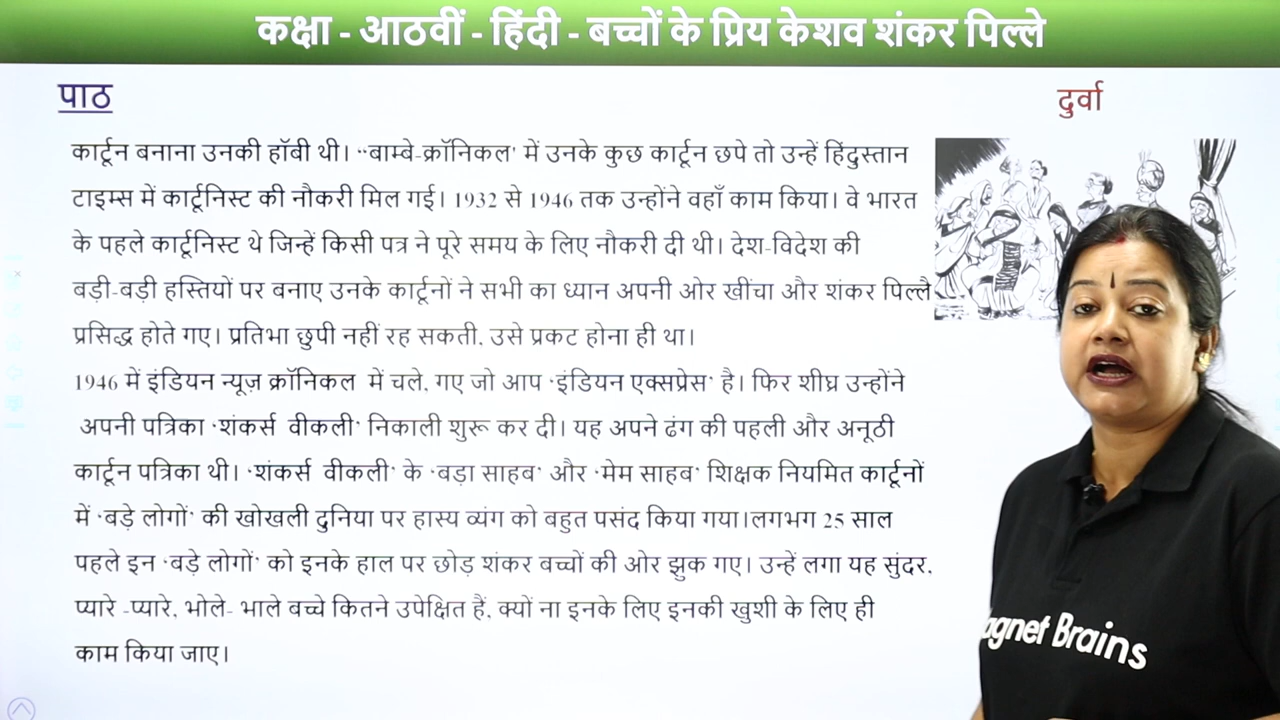 कक्षा - आठवीं - हिंदी - बच्चों के प्रिय केशव शंकर पिल्ले
पाठ
दुर्वा
कार्टून बनाना उनकी हॉबी थी। “बाम्बे-क्रॉनिकल' में उनके कुछ कार्टून छपे तो उन्हें हिंदुस्तान
टाइम्स में कार्टूनिस्ट की नौकरी मिल गई। 1932 से 1946 तक उन्होंने वहाँ काम किया। वे भारत
के पहले कार्टूनिस्ट थे जिन्हें किसी पत्र ने पूरे समय के लिए नौकरी दी थी। देश-विदेश की
बड़ी-बड़ी हस्तियों पर बनाए उनके कार्टूनों ने सभी का ध्यान अपनी ओर खींचा और शंकर पिल्लै
प्रसिद्ध होते गए। प्रतिभा छुपी नहीं रह सकती, उसे प्रकट होना ही था।
1946 में इंडियन न्यूज़ क्रॉनिकल में चले, गए जो आप ‘इंडियन एक्सप्रेस’ है। फिर शीघ्र उन्होंने
अपनी पत्रिका ‘शंकर्स वीकली’ निकाली शुरू कर दी। यह अपने ढंग की पहली और अनूठी
कार्टून पत्रिका थी। ‘शंकर्स वीकली’ के ‘बड़ा साहब’ और ‘मेम साहब’ शिक्षक नियमित कार्टूनों
में ‘बड़े लोगों’ की खोखली दुनिया पर हास्य व्यंग को बहुत पसंद किया गया।लगभग 25 साल
पहले इन ‘बड़े लोगों’ को इनके हाल पर छोड़ शंकर बच्चों की ओर झुक गए। उन्हें लगा यह सुंदर,
प्यारे -प्यारे, भोले- भाले बच्चे कितने उपेक्षित हैं, क्यों ना इनके लिए इनकी खुशी के लिए ही
काम किया जाए।
agnet Brains